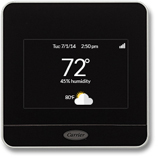 Tue 7/1/14 2:50 pm
72°
45% humidity
80°
Carrier